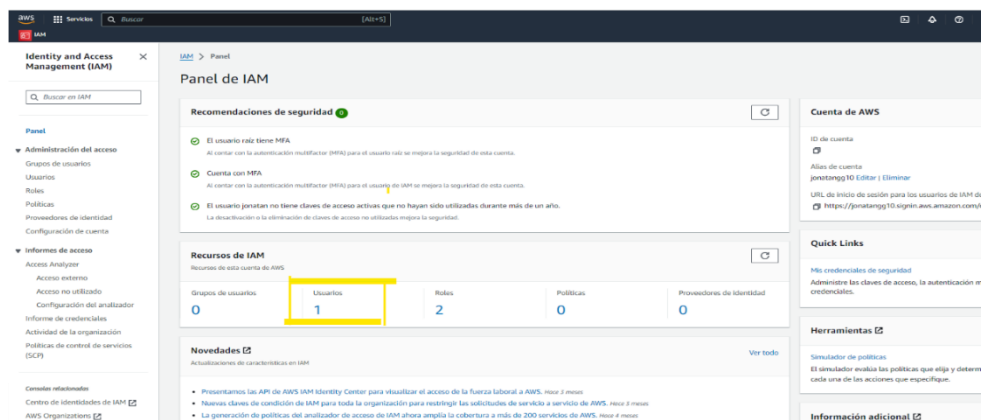 aws
Servicios
Buscar
[Alt+S]
IAM
Identity and Access Management (IAM)
Buscar en IAM
Panel
Administración del acceso
Grupos de usuarios
Usuarios
Roles
Políticas
Proveedores de identidad
Configuración de cuenta
Informes de acceso
Access Analyzer
Acceso externo
Acceso no utilizado
Configuración del analizador
Informe de credenciales
Actividad de la organización
Políticas de control de servicios
(SCP)
Consolas relacionadas
Centro de identidades de IAM
AWS Organizations
IAM > Panel
Panel de IAM
Recomendaciones de seguridad 0
El usuario raíz tiene MFA
Al contar con la autenticación multifactor (MFA) para el usuario raíz se mejora la seguridad de esta cuenta.
Cuenta con MFA
Al contar con la autenticación multifactor (MFA) para el usuario de IAM se mejora la seguridad de esta cuenta.
El usuario jonatan no tiene claves de acceso activas que no hayan sido utilizadas durante más de un año.
La desactivación o la eliminación de claves de acceso no utilizadas mejora la seguridad.
Recursos de IAM
Recursos de esta cuenta de AWS
Grupos de usuarios
0
Usuarios
1
Roles
2
Políticas
0
Proveedores de identidad
0
Novedades
Ver todo
Actualizaciones de características en IAM
Presentamos las API de AWS IAM Identity Center para visualizar el acceso de la fuerza laboral a AWS. Hace 3 meses
Nuevas claves de condición de IAM para toda la organización para restringir las solicitudes de servicio a servicio de AWS. Hace 3 meses
La generación de políticas del analizador de acceso de IAM ahora amplía la cobertura a más de 200 servicios de AWS. Hace 4 meses
Cuenta de AWS
ID de cuenta
Alias de cuenta
jonatangg10 Editar | Eliminar
URL de inicio de sesión para los usuarios de IAM de
https://jonatangg10.signin.aws.amazon.com/
Quick Links
Mis credenciales de seguridad
Administre las claves de acceso, la autenticación m
credenciales.
Herramientas
Simulador de políticas
El simulador evalúa las políticas que elija y determ
cada una de las acciones que especifique.
Información adicional